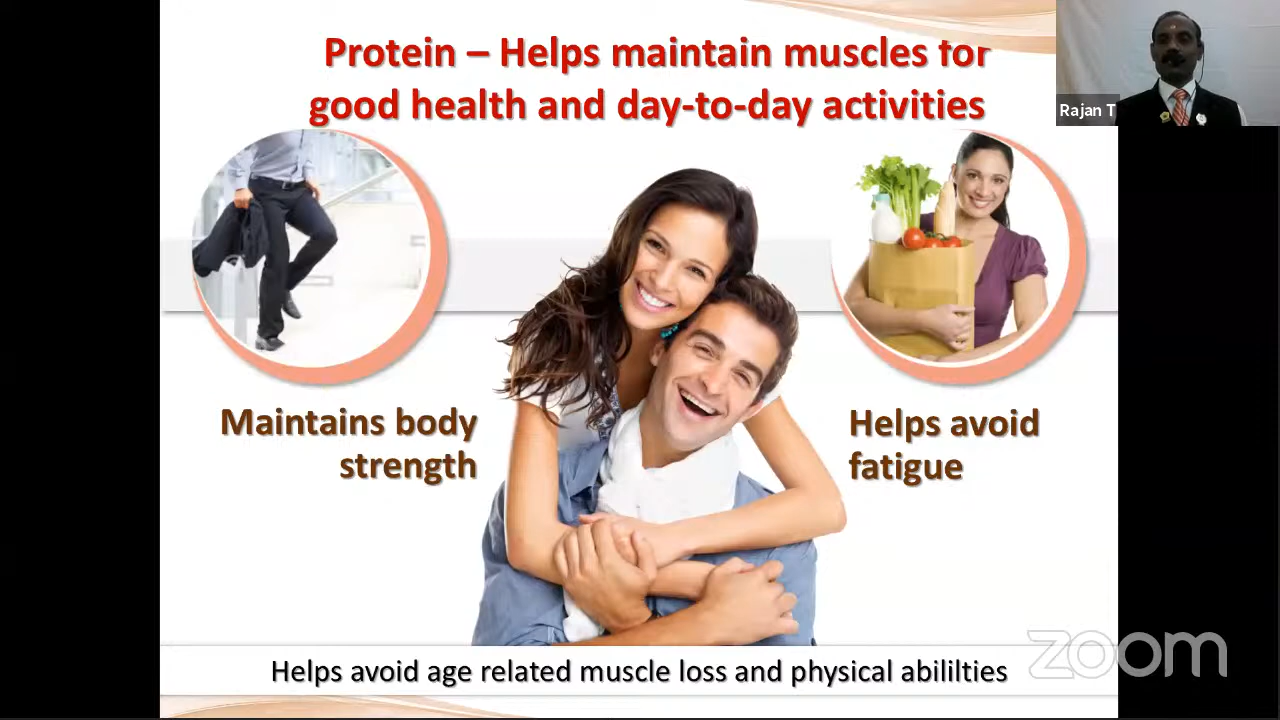 Protein – Helps maintain muscles for
good health and day-to-day activities
Rajan T
Maintains body
strength
Helps avoid
fatigue
Helps avoid age related muscle loss and physical abililties
zoom